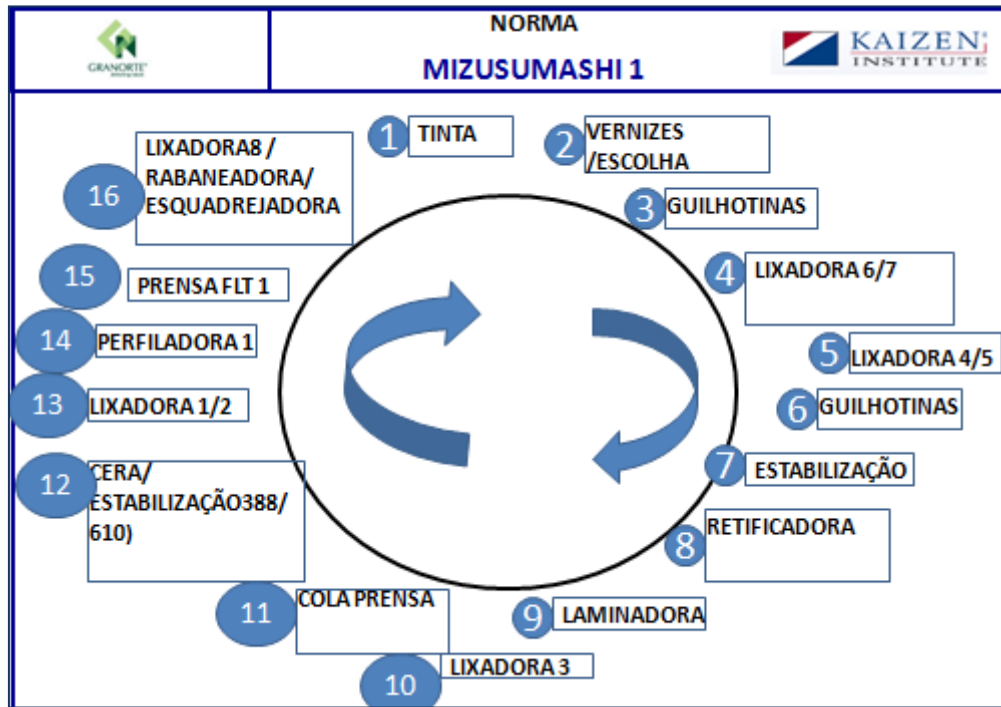 GRANORTE
NORMA
MIZUSUMASHI 1
KAIZEN
INSTITUTE
1 TINTA
2 VERNIZES
/ESCOLHA
3 GUILHOTINAS
4 LIXADORA 6/7
5 LIXADORA 4/5
6 GUILHOTINAS
7 ESTABILIZAÇÃO
8 RETIFICADORA
9 LAMINADORA
10 LIXADORA 3
11 COLA PRENSA
12 CERA/
ESTABILIZAÇÃO388/
610)
13 LIXADORA 1/2
14 PERFILADORA 1
15 PRENSA FLT 1
16 LIXADORA8 /
RABANEADORA/
ESQUADREJADORA